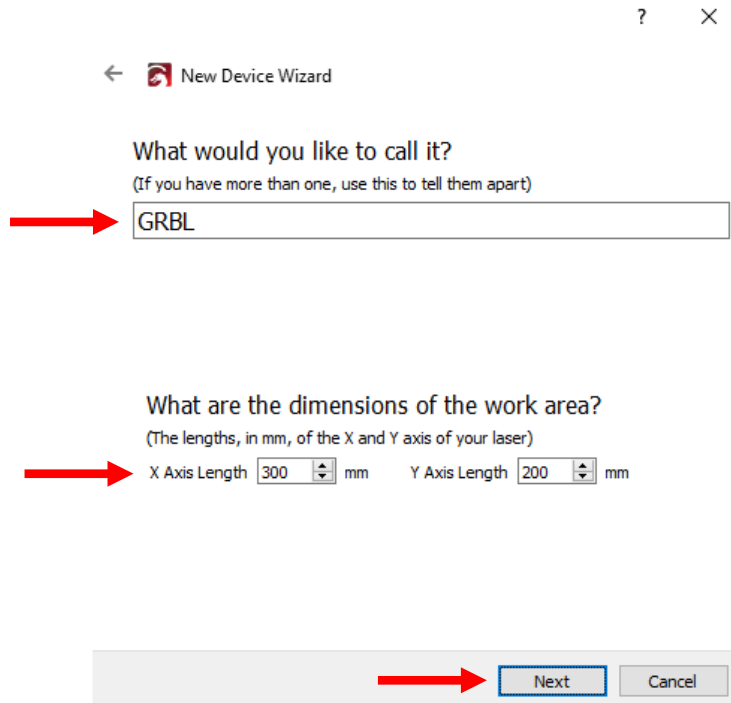 ?
New Device Wizard
What would you like to call it?
(If you have more than one, use this to tell them apart)
GRBL
What are the dimensions of the work area?
(The lengths, in mm, of the X and Y axis of your laser)
X Axis Length 300 mm Y Axis Length 200 mm
Next Cancel